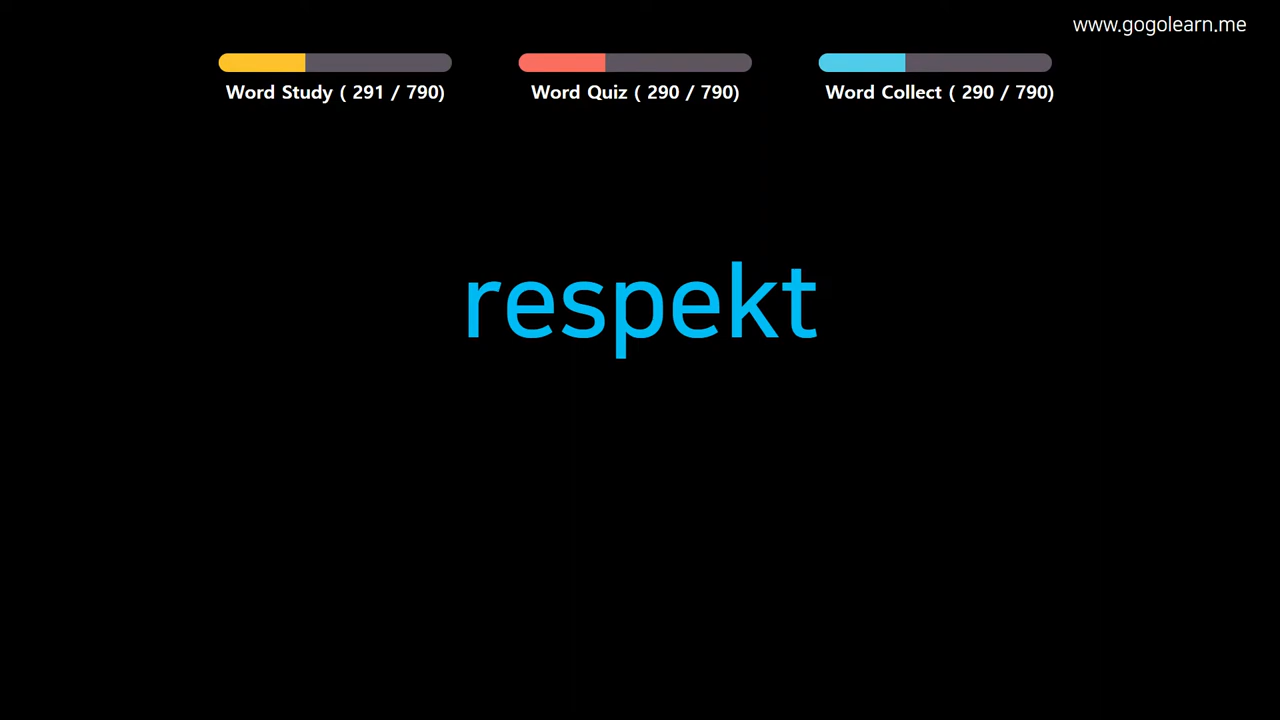 www.gogolearn.me
Word Study ( 291 / 790)
Word Quiz ( 290 / 790)
Word Collect ( 290 / 790)
respekt